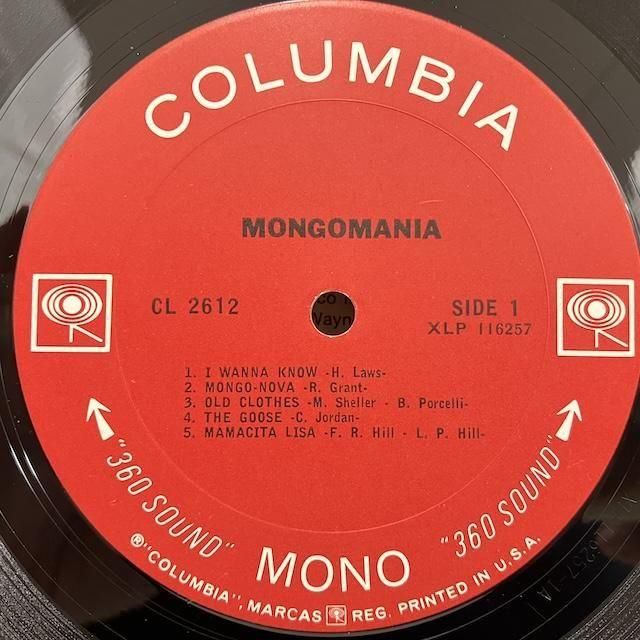 COLUMBIA
MONGOMANIA
CL 2612
SIDE 1
XLP 116257
1. I WANNA KNOW -H. Laws-
2. MONGO-NOVA -R. Grant-
3. OLD CLOTHES -M. Sheller - B. Porcelli-
4. THE GOOSE -C. Jordan-
5. MAMACITA LISA -F. R. Hill - L. P. Hill-
"360 SOUND"
MONO
"360 SOUND"
®"COLUMBIA", MARCAS REG. PRINTED IN U.S.A.